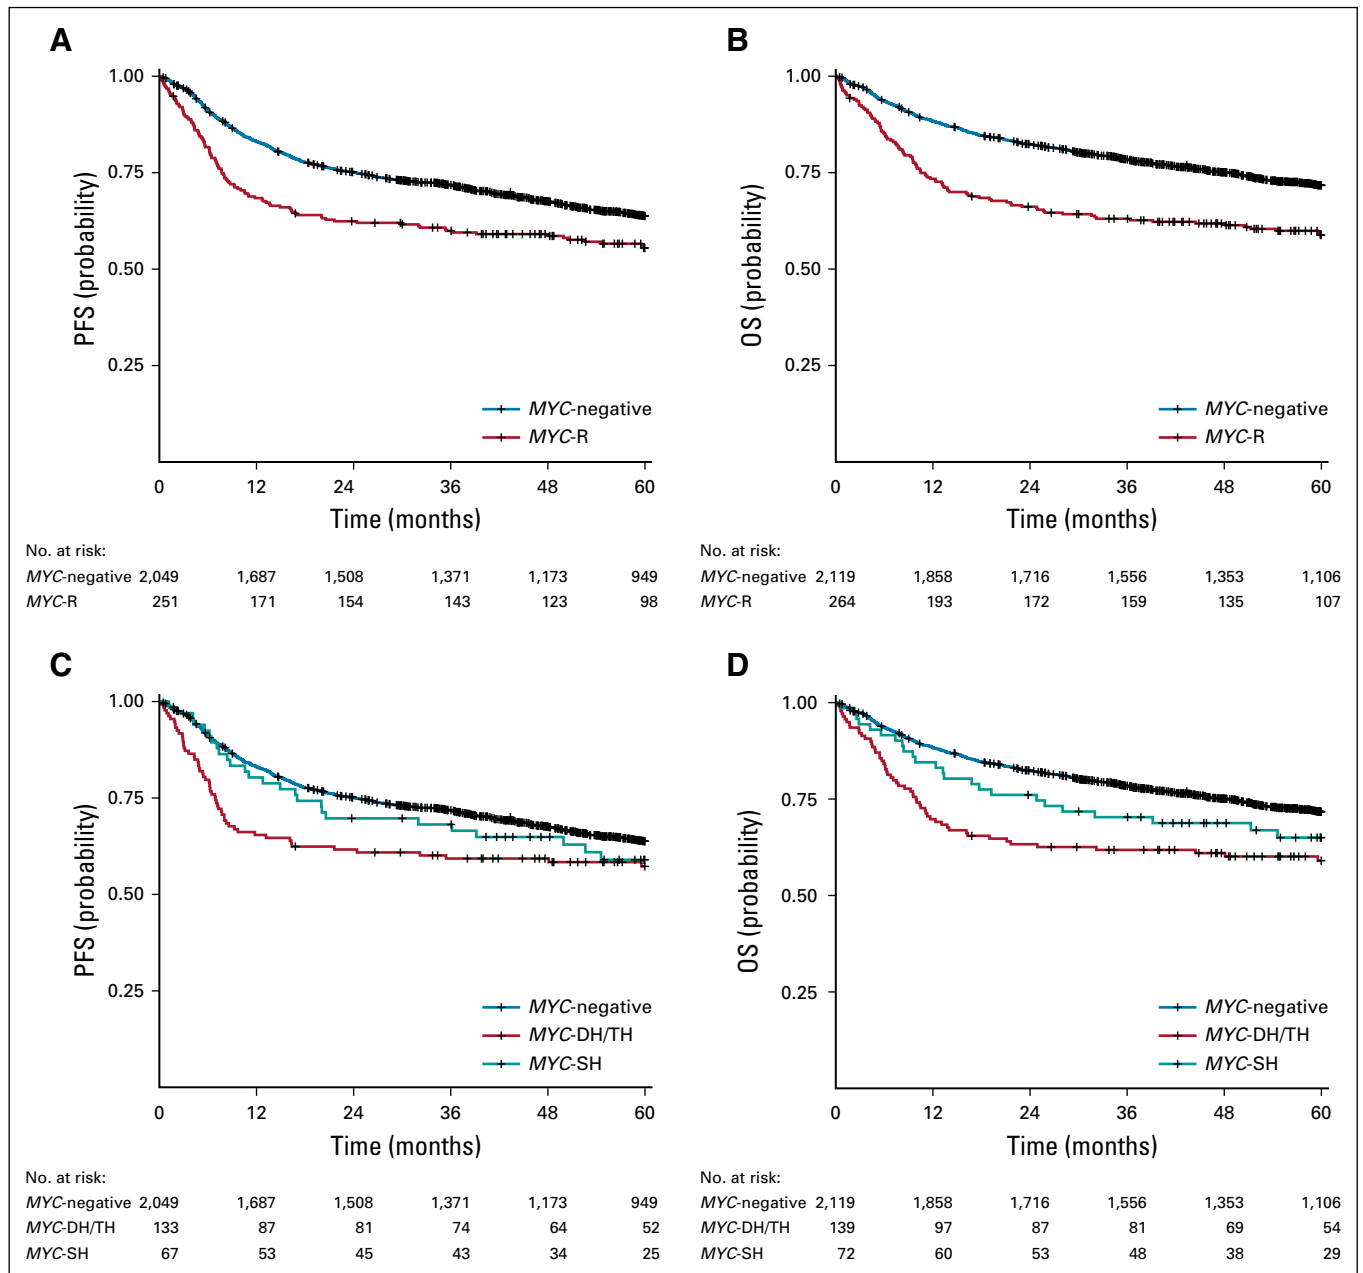 A
PFS (probability)
1.00
0.75
0.50
0.25
MYC-negative
MYC-R
0 12 24 36 48 60
Time (months)
No. at risk:
MYC-negative 2,049 1,687 1,508 1,371 1,173 949
MYC-R 251 171 154 143 123 98
B
OS (probability)
1.00
0.75
0.50
0.25
MYC-negative
MYC-R
0 12 24 36 48 60
Time (months)
No. at risk:
MYC-negative 2,119 1,858 1,716 1,556 1,353 1,106
MYC-R 264 193 172 159 135 107
C
PFS (probability)
1.00
0.75
0.50
0.25
MYC-negative
MYC-DH/TH
MYC-SH
0 12 24 36 48 60
Time (months)
No. at risk:
MYC-negative 2,049 1,687 1,508 1,371 1,173 949
MYC-DH/TH 133 87 81 74 64 52
MYC-SH 67 53 45 43 34 25
D
OS (probability)
1.00
0.75
0.50
0.25
MYC-negative
MYC-DH/TH
MYC-SH
0 12 24 36 48 60
Time (months)
No. at risk:
MYC-negative 2,119 1,858 1,716 1,556 1,353 1,106
MYC-DH/TH 139 97 87 81 69 54
MYC-SH 72 60 53 48 38 29